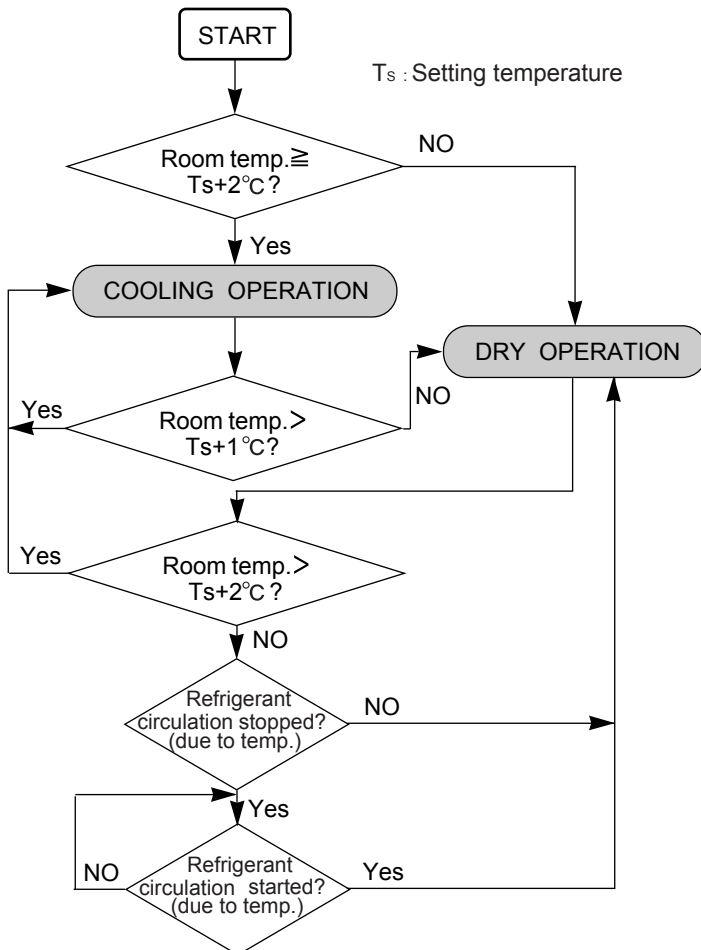 START
Ts : Setting temperature
Room temp.≧
Ts+2℃?
NO
Yes
COOLING OPERATION
DRY OPERATION
Room temp.>
Ts+1℃?
Yes
NO
Room temp.>
Ts+2℃?
Yes
NO
Refrigerant
circulation stopped?
(due to temp.)
NO
Yes
Refrigerant
circulation started?
(due to temp.)
NO
Yes